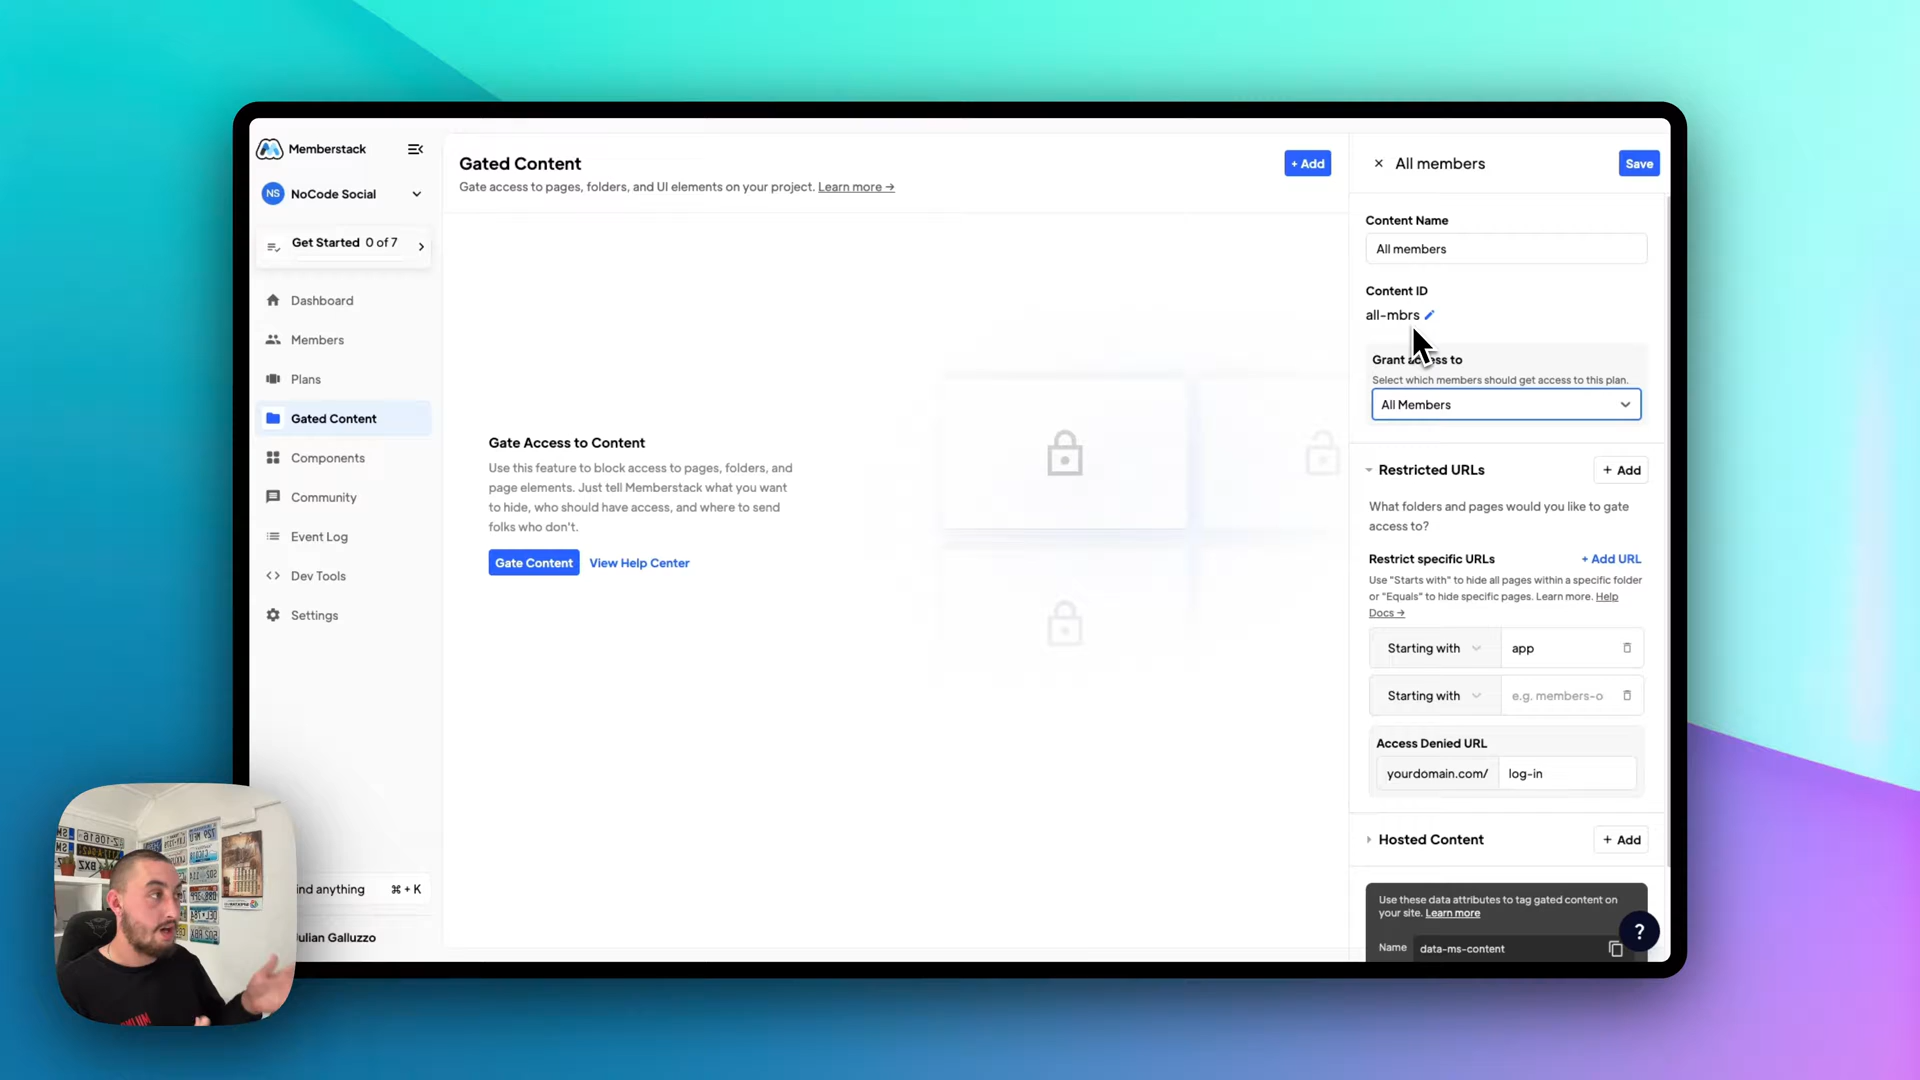 Memberstack
NS NoCode Social
Get Started 0 of 7
Dashboard
Members
Plans
Gated Content
Components
Community
Event Log
Dev Tools
Settings
ind anything ⌘ + K
ulian Galluzzo
Gated Content
Gate access to pages, folders, and UI elements on your project. Learn more →
+ Add
Gate Access to Content
Use this feature to block access to pages, folders, and
page elements. Just tell Memberstack what you want
to hide, who should have access, and where to send
folks who don't.
Gate Content View Help Center
× All members
Save
Content Name
All members
Content ID
all-mbrs
Grant access to
Select which members should get access to this plan.
All Members
Restricted URLs
+ Add
What folders and pages would you like to gate
access to?
Restrict specific URLs + Add URL
Use "Starts with" to hide all pages within a specific folder
or "Equals" to hide specific pages. Learn more. Help
Docs →
Starting with app
Starting with e.g. members-o
Access Denied URL
yourdomain.com/ log-in
Hosted Content
+ Add
Use these data attributes to tag gated content on
your site. Learn more
?
Name data-ms-content